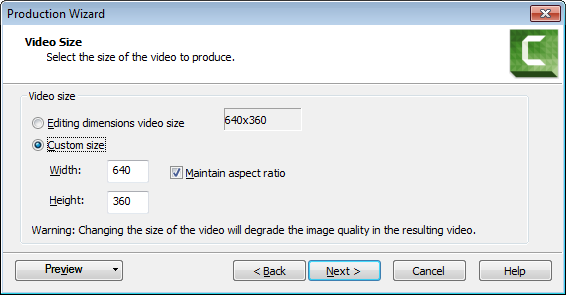 Production Wizard
Video Size
Select the size of the video to produce.
Video size
Editing dimensions video size 640x360
Custom size
Width: 640 Maintain aspect ratio
Height: 360
Warning: Changing the size of the video will degrade the image quality in the resulting video.
Preview < Back Next > Cancel Help